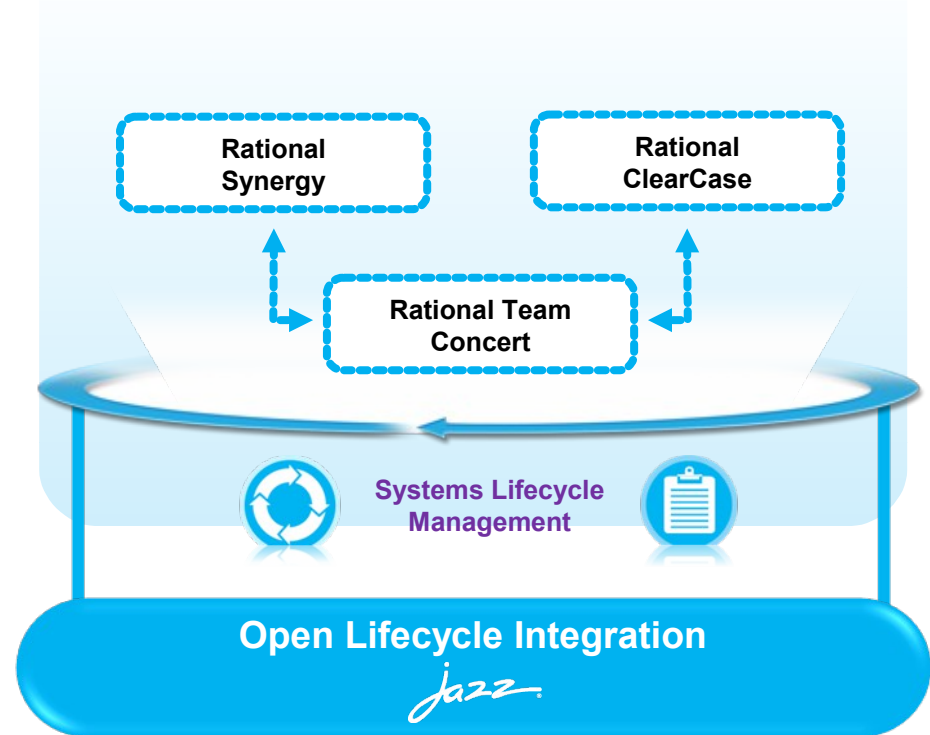 Rational
Synergy
Rational
ClearCase
Rational Team
Concert
Systems Lifecycle
Management
Open Lifecycle Integration
jazz